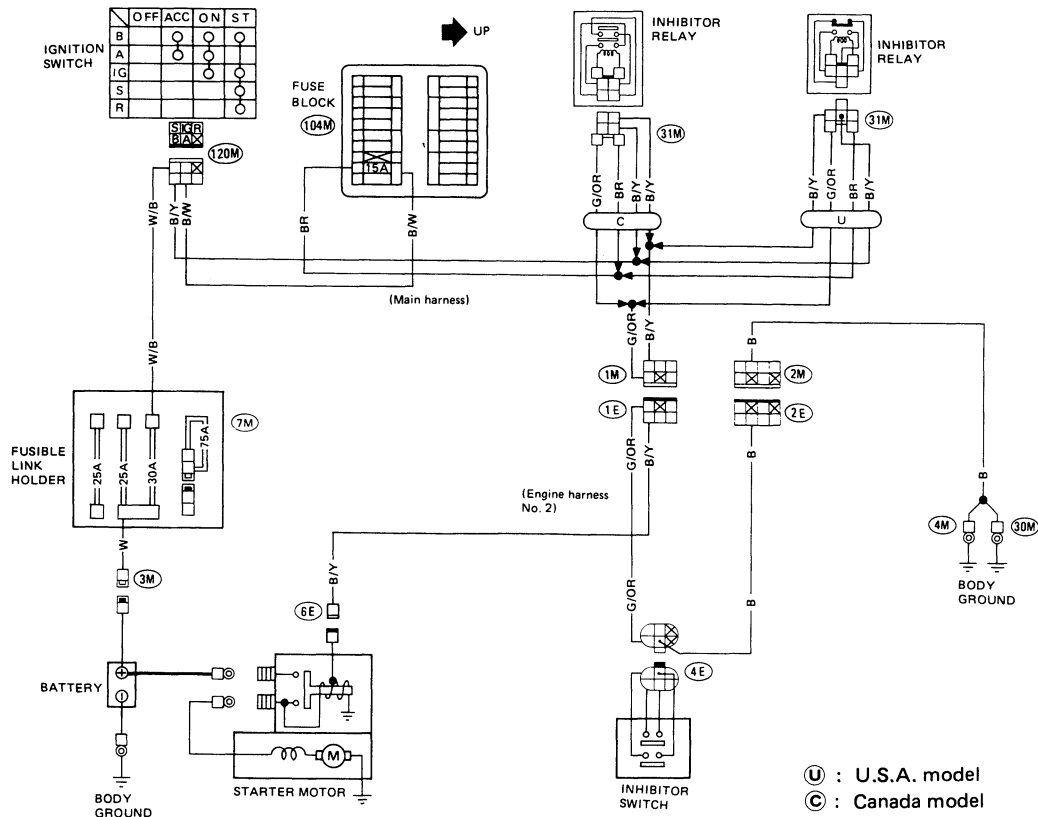 OFF ACC ON ST
B
A
IG
S
R
IGNITION
SWITCH
S IG R
B A
120M
UP
FUSE
BLOCK
104M
15A
INHIBITOR
RELAY
31M
INHIBITOR
RELAY
31M
W/B
B/Y
B/W
BR
B/W
G/OR
BR
B/Y
B/Y
C
B/Y
G/OR
BR
B/Y
U
(Main harness)
W/B
G/OR
B/Y
B
1M
2M
1E
2E
FUSIBLE
LINK
HOLDER
25A
25A
30A
75A
7M
G/OR
B/Y
B
(Engine harness
No. 2)
W
3M
B/Y
6E
G/OR
B
4M
30M
BODY
GROUND
BATTERY
4E
M
STARTER MOTOR
BODY
GROUND
INHIBITOR
SWITCH
U : U.S.A. model
C : Canada model